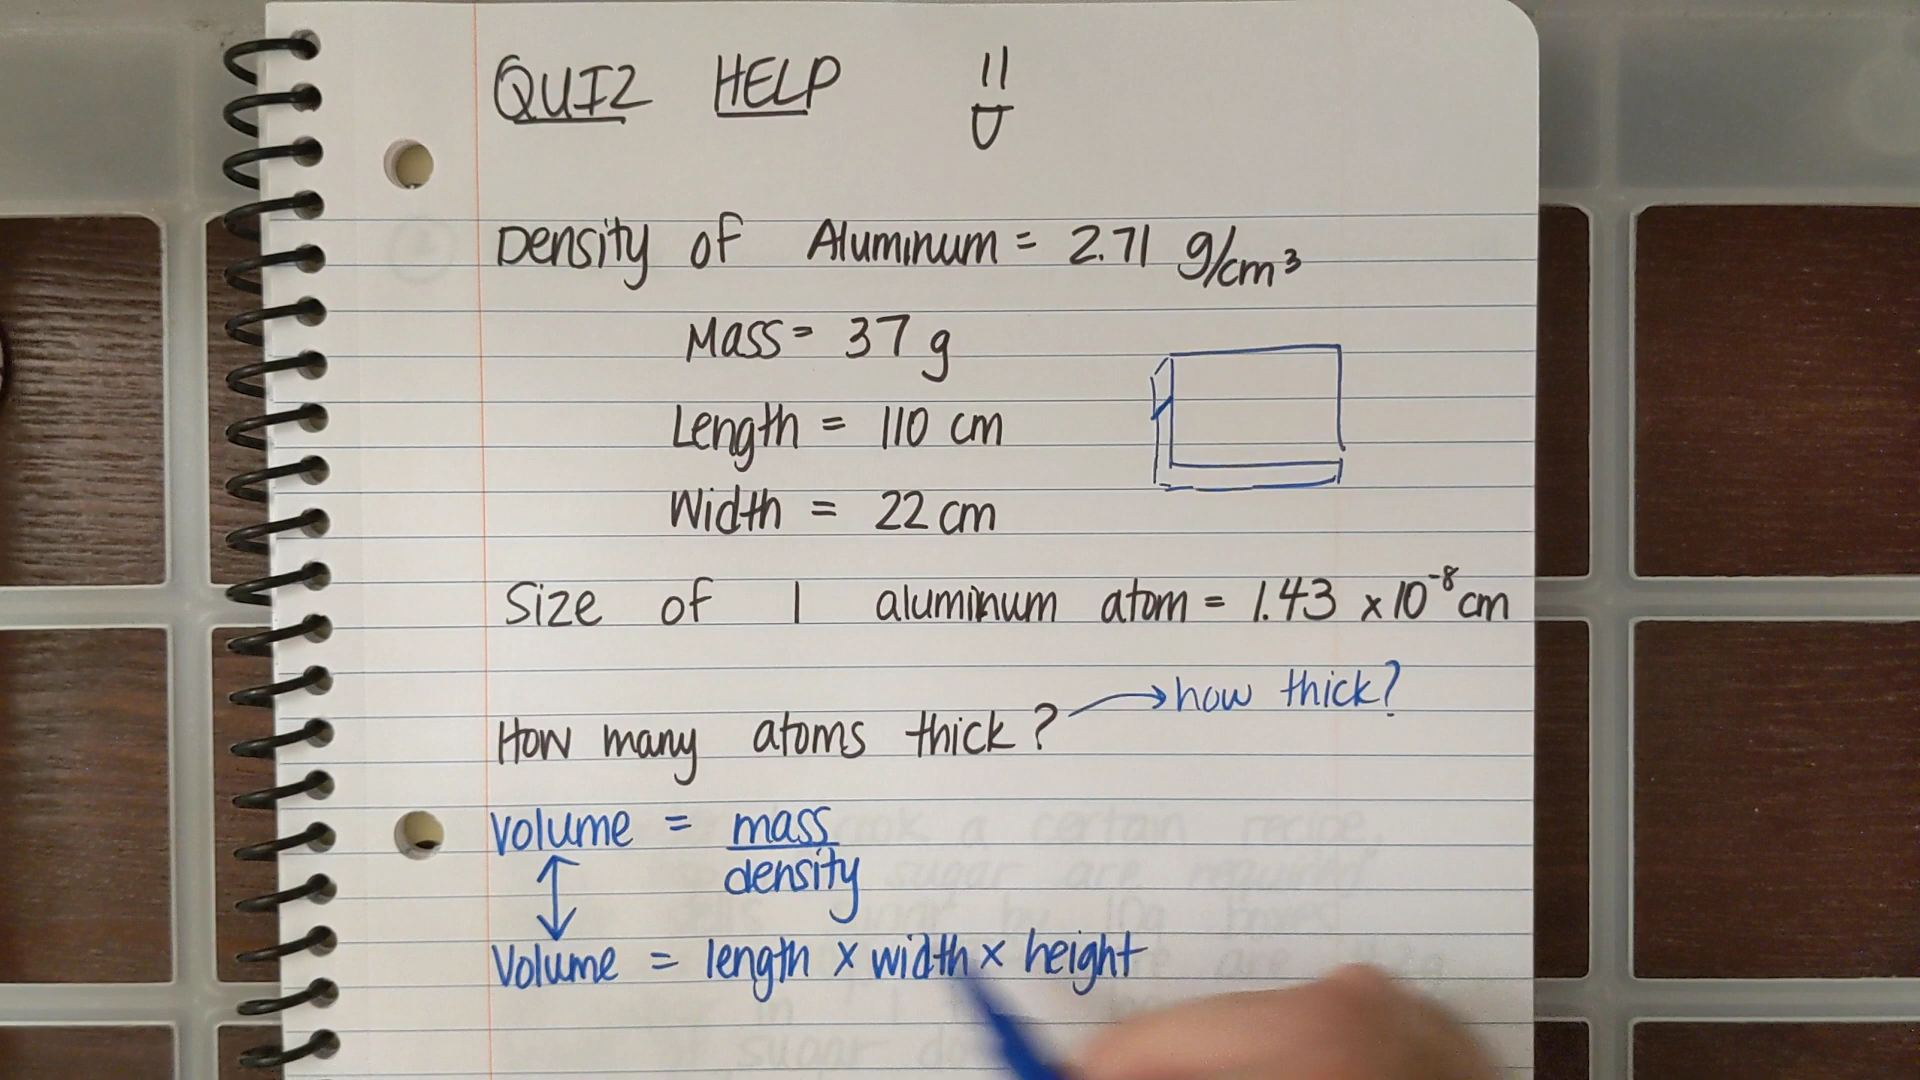 QUIZ HELP
Density of Aluminum = 2.71 g/cm³
Mass = 37 g
Length = 110 cm
Width = 22 cm
Size of 1 aluminum atom = 1.43 x 10⁻⁸ cm
How many atoms thick? → how thick?
Volume = mass
density
Volume = length x width x height